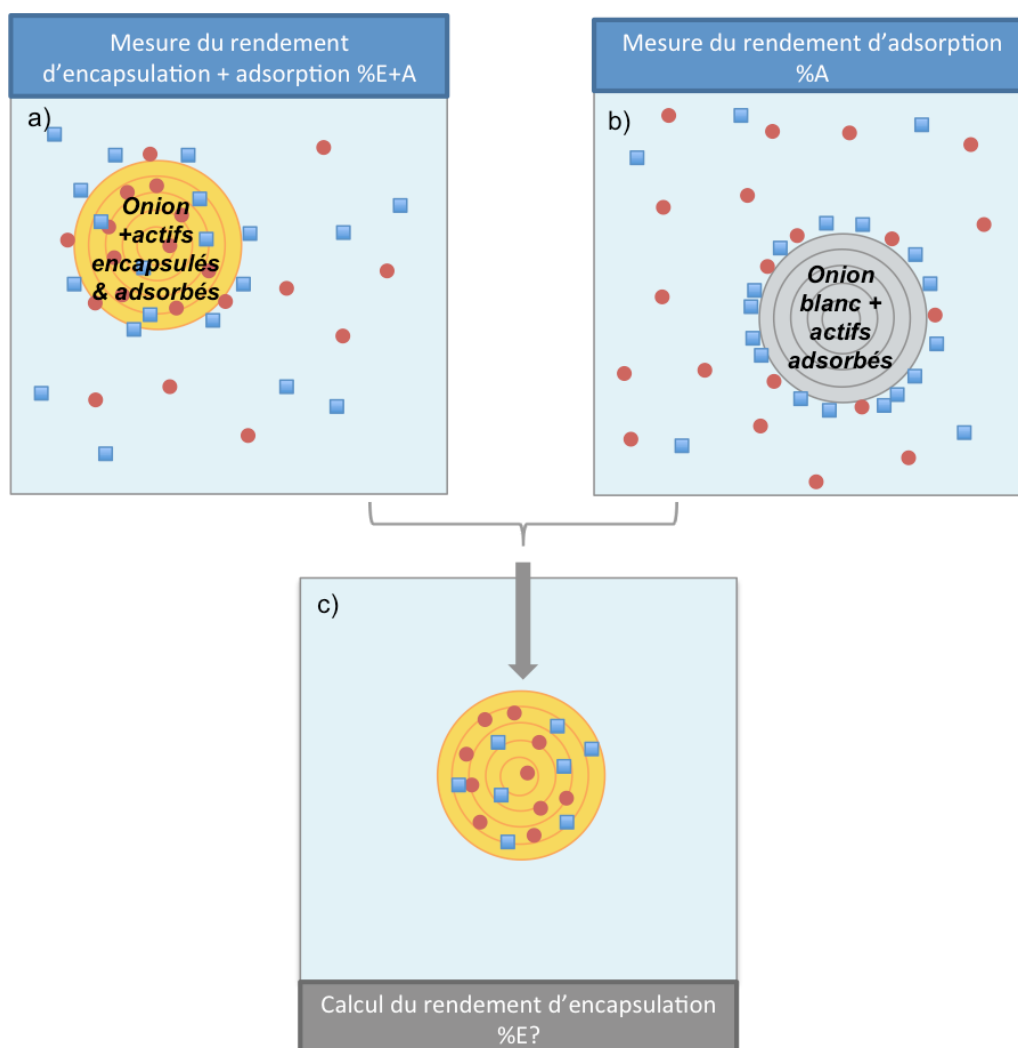 Mesure du rendement
d’encapsulation + adsorption %E+A
Mesure du rendement d’adsorption
%A
a)
Onion
+actifs
encapsulés
& adsorbés
b)
Onion
blanc +
actifs
adsorbés
c)
Calcul du rendement d’encapsulation
%E?